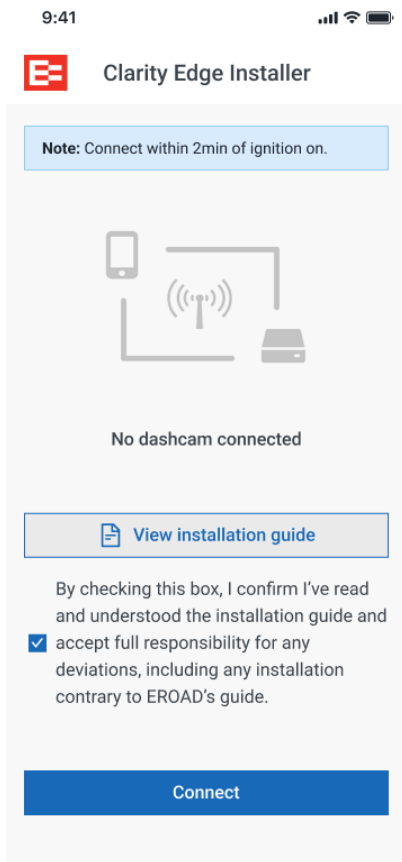 9:41
Clarity Edge Installer
Note: Connect within 2min of ignition on.
No dashcam connected
View installation guide
By checking this box, I confirm I've read
and understood the installation guide and
accept full responsibility for any
deviations, including any installation
contrary to EROAD's guide.
Connect